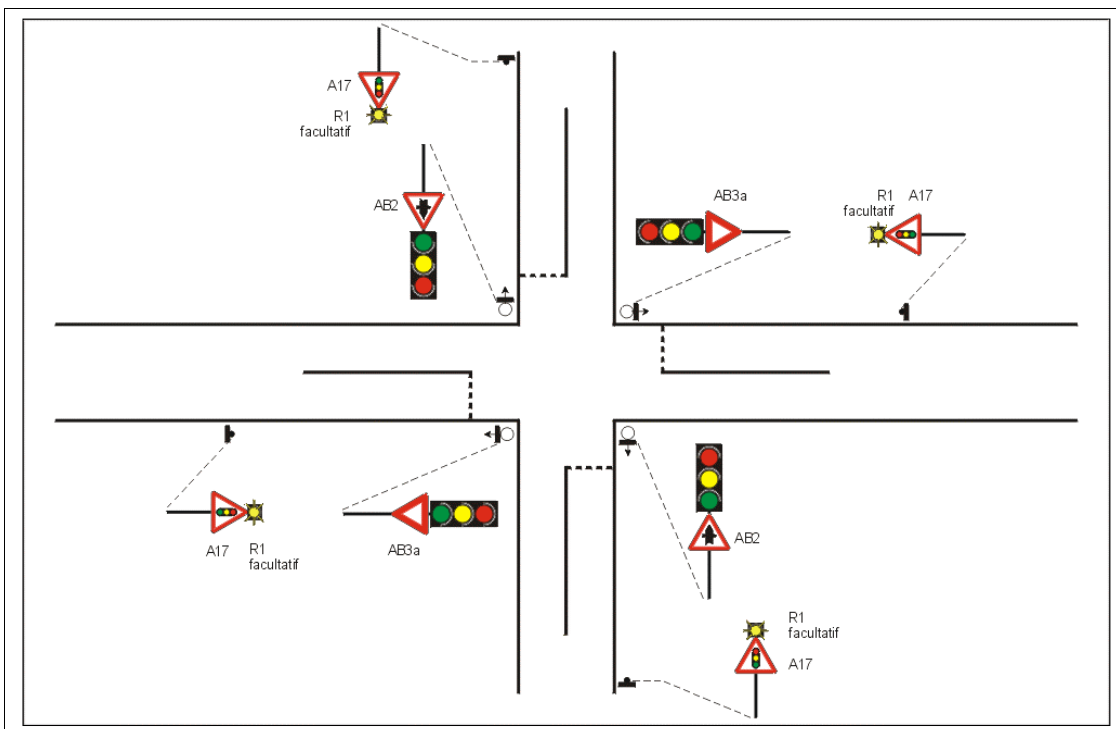 A17
R1
facultatif
AB2
AB3a
R1 A17
facultatif
A17 R1
facultatif
AB3a
AB2
R1
facultatif
A17